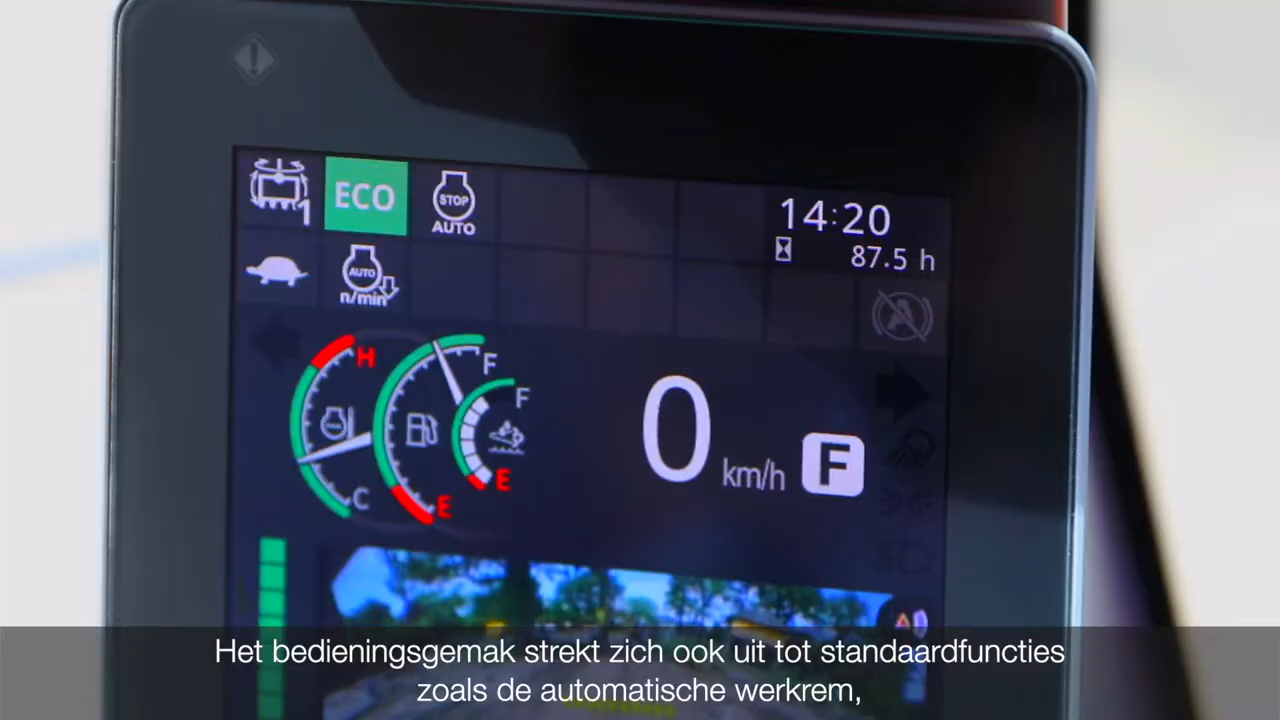 1
ECO
STOP
AUTO
14:20
87.5 h
AUTO
n/min
A
H
F
F
0
km/h
F
E
C
E
Het bedieningsgemak strekt zich ook uit tot standaardfuncties
zoals de automatische werkrem,